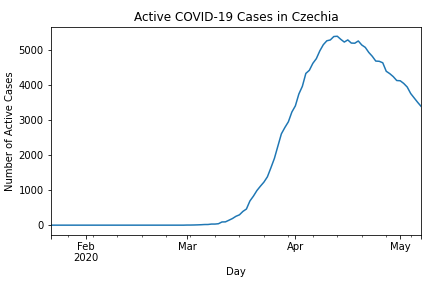 Active COVID-19 Cases in Czechia
Number of Active Cases
5000
4000
3000
2000
1000
0
Feb Mar Apr May
2020
Day